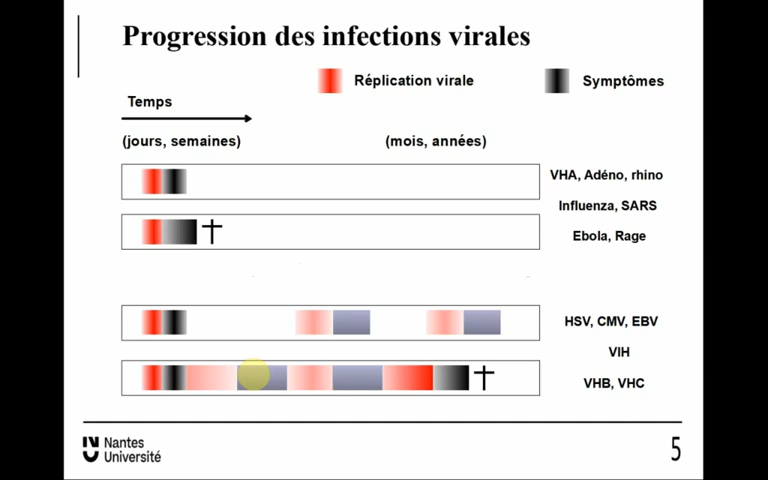 Progression des infections virales
Réplication virale
Symptômes
Temps
(jours, semaines)
(mois, années)
VHA, Adéno, rhino
Influenza, SARS
Ebola, Rage
HSV, CMV, EBV
VIH
VHB, VHC
Nantes
Université
5